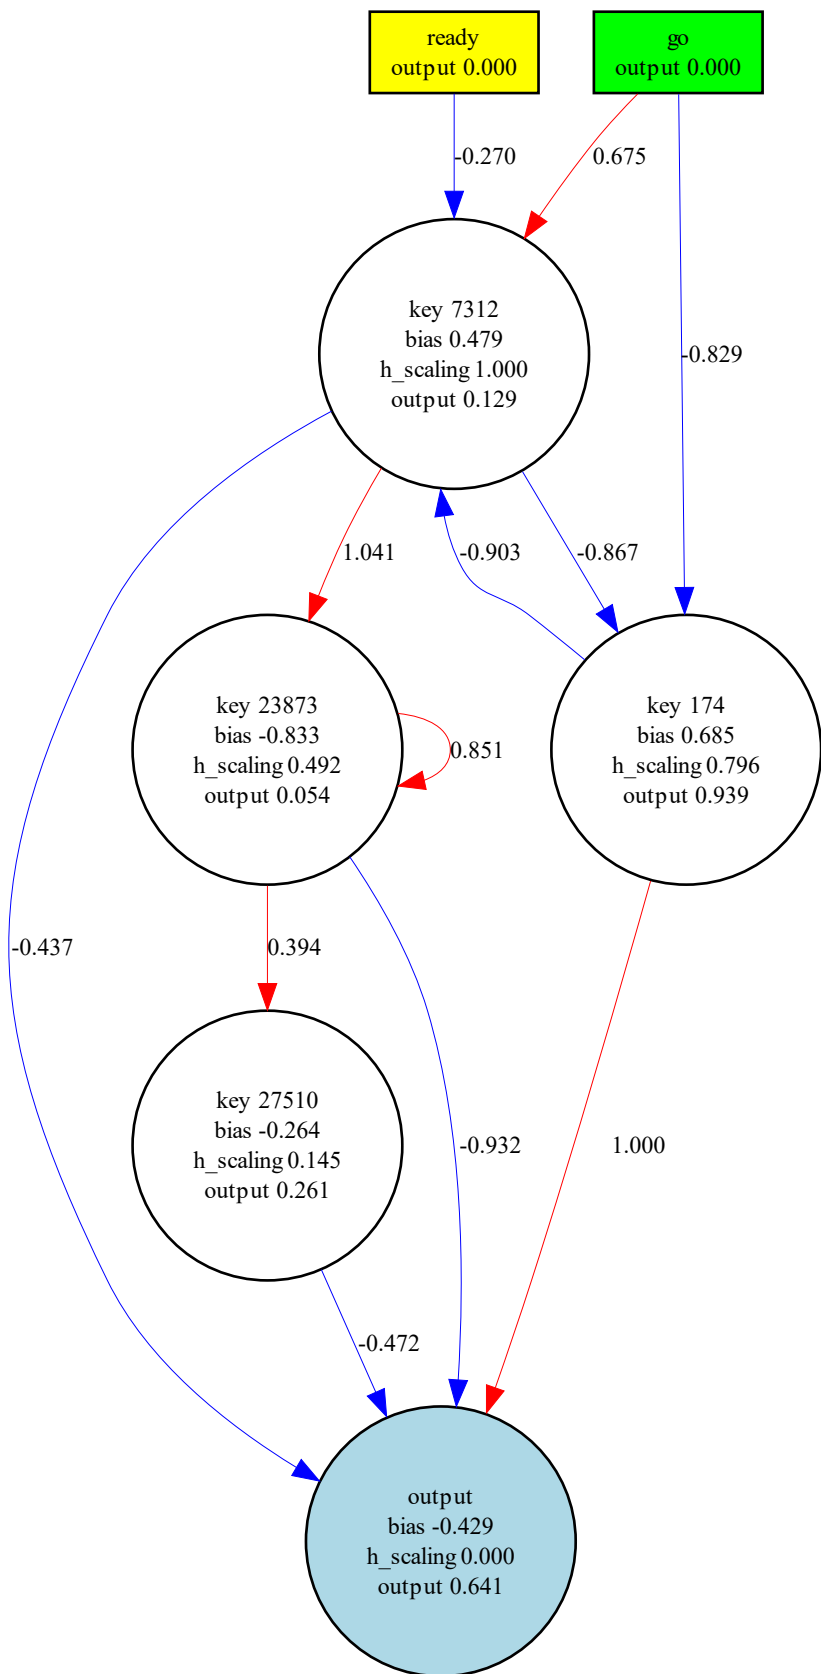 ready
output 0.000
go
output 0.000
-0.270
0.675
key 7312
bias 0.479
h_scaling 1.000
output 0.129
-0.829
1.041
-0.903
-0.867
key 23873
bias -0.833
h_scaling 0.492
output 0.054
0.851
key 174
bias 0.685
h_scaling 0.796
output 0.939
-0.437
0.394
key 27510
bias -0.264
h_scaling 0.145
output 0.261
-0.932
1.000
-0.472
output
bias -0.429
h_scaling 0.000
output 0.641